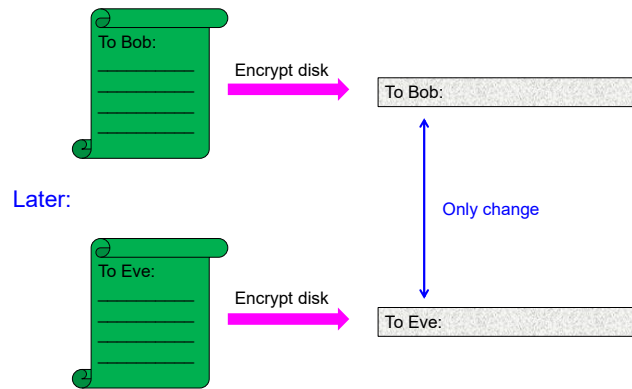 To Bob:
Encrypt disk
To Bob:
Later:
Only change
To Eve:
Encrypt disk
To Eve: